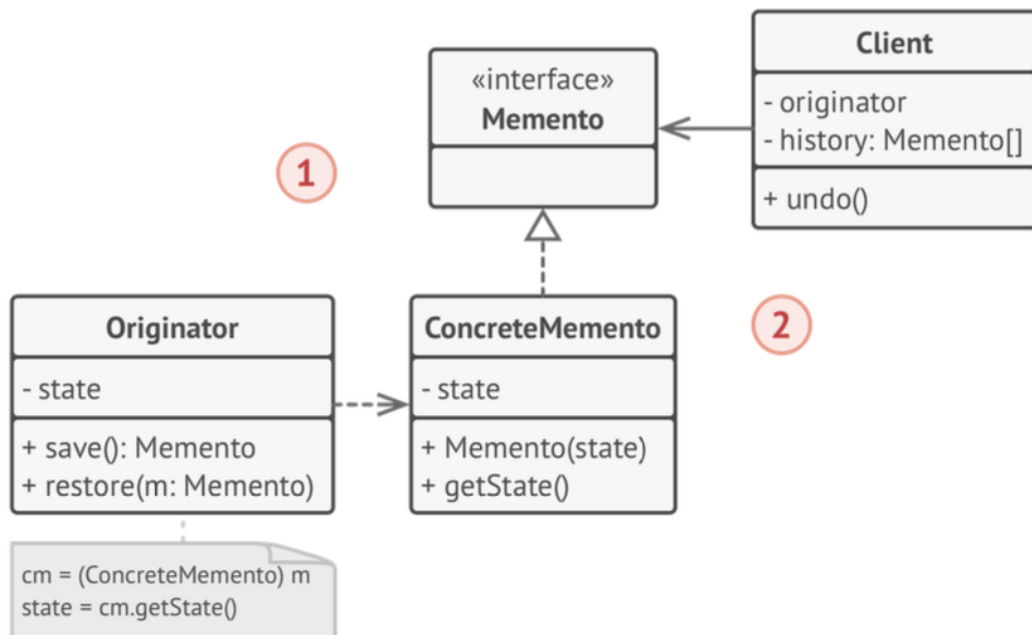 «interface»
Memento
Client
- originator
- history: Memento[]
+ undo()
1
Originator
- state
+ save(): Memento
+ restore(m: Memento)
ConcreteMemento
- state
+ Memento(state)
+ getState()
2
cm = (ConcreteMemento) m
state = cm.getState()